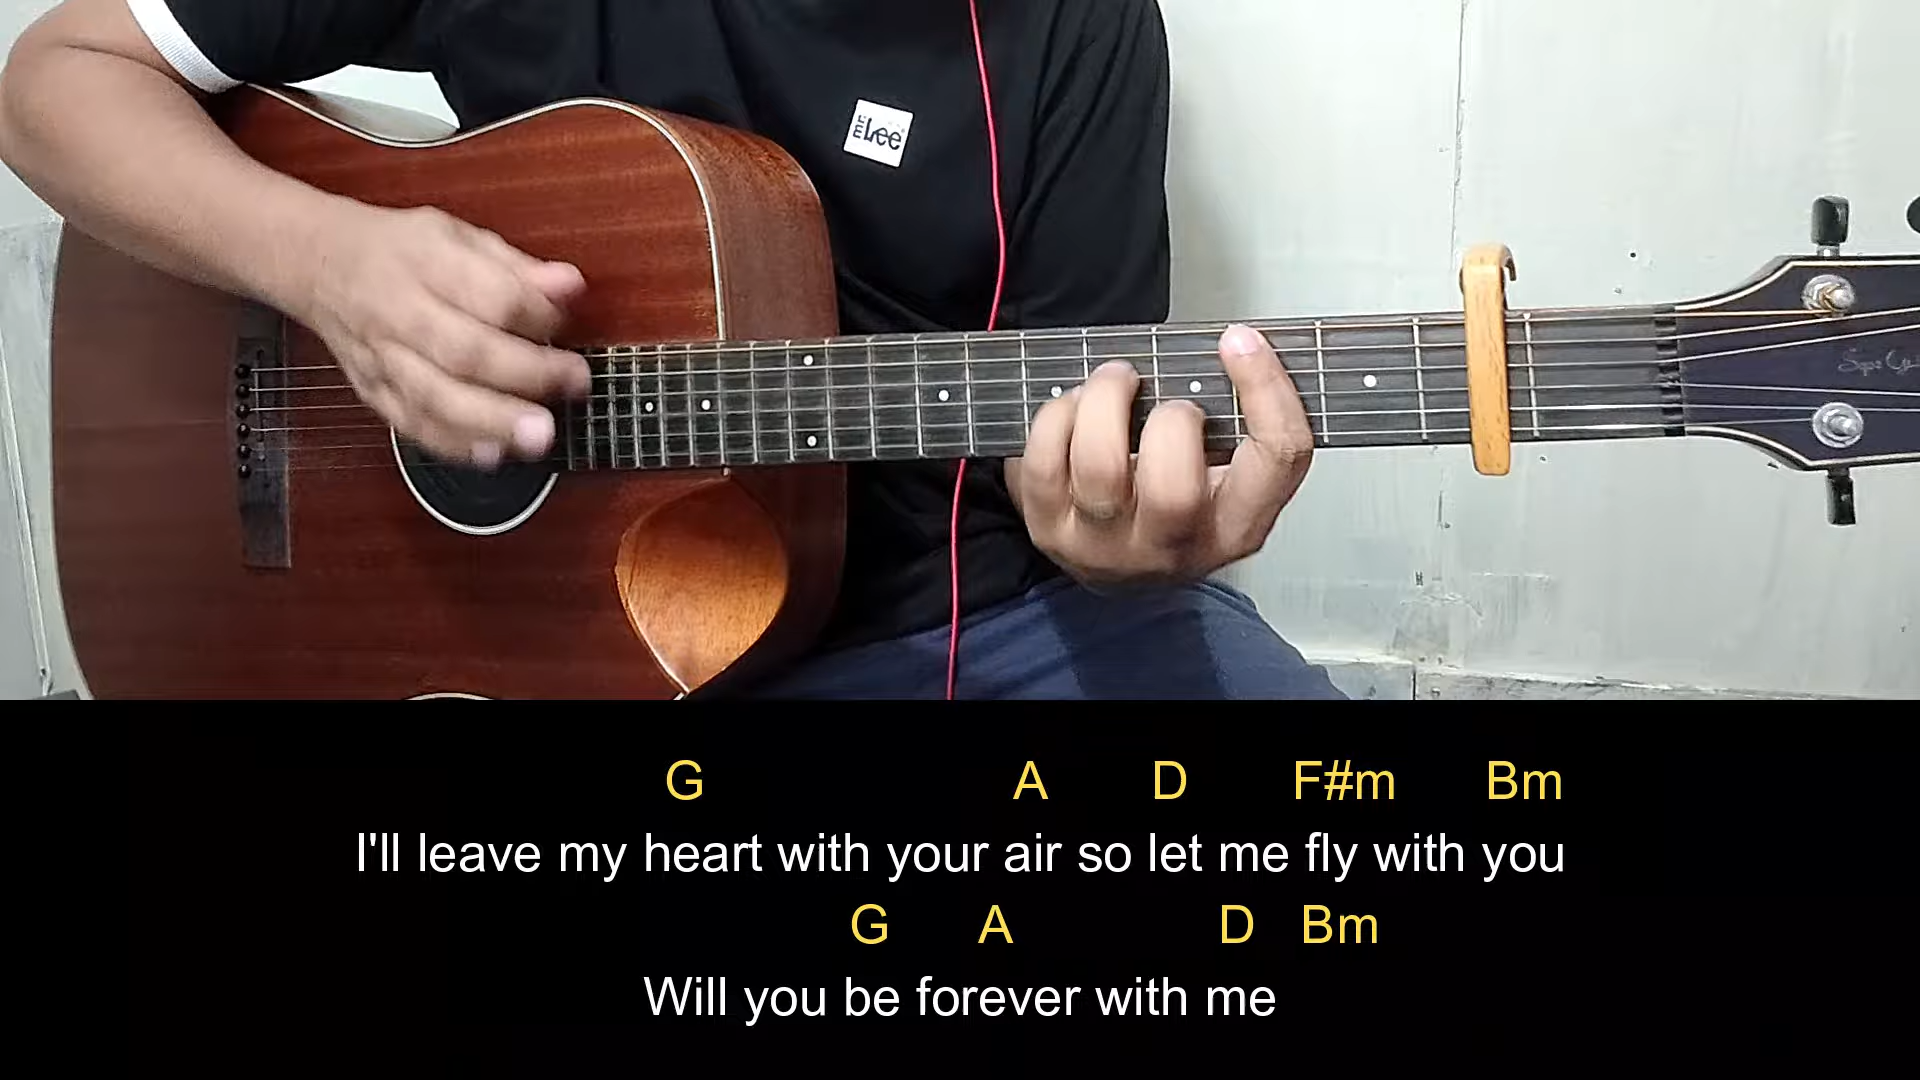 Lee
G A D F#m Bm
I'll leave my heart with your air so let me fly with you
G A D Bm
Will you be forever with me